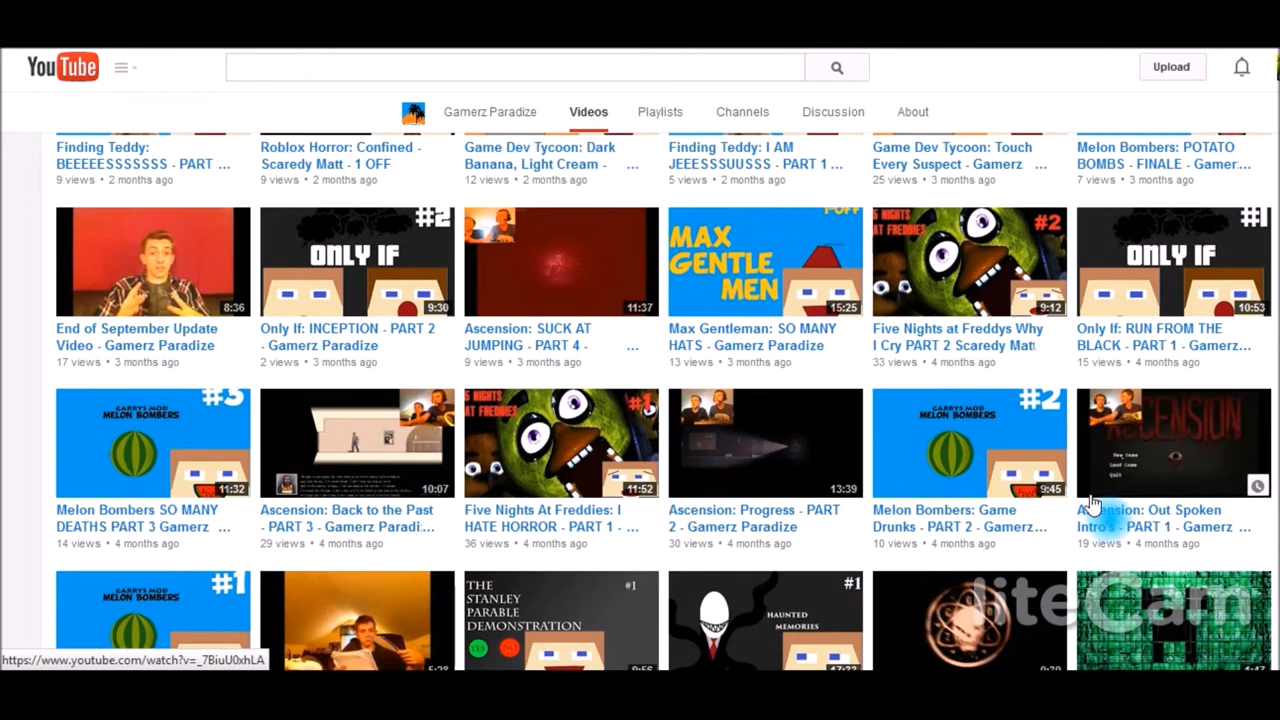 YouTube
Upload
Gamerz Paradize Videos Playlists Channels Discussion About
Finding Teddy:
BEEEEESSSSSSS - PART ...
9 views • 2 months ago
Roblox Horror: Confined -
Scaredy Matt - 1 OFF
9 views • 2 months ago
Game Dev Tycoon: Dark
Banana, Light Cream - ...
12 views • 2 months ago
Finding Teddy: I AM
JEEESSSUUSSS - PART 1 ...
5 views • 2 months ago
Game Dev Tycoon: Touch
Every Suspect - Gamerz ...
25 views • 3 months ago
Melon Bombers: POTATO
BOMBS - FINALE - Gamer...
7 views • 3 months ago
8:36
End of September Update
Video - Gamerz Paradize
17 views • 3 months ago
#2
ONLY IF
9:30
Only If: INCEPTION - PART 2
- Gamerz Paradize
2 views • 3 months ago
11:37
Ascension: SUCK AT
JUMPING - PART 4 - ...
9 views • 3 months ago
MAX
GENTLE
MEN
15:25
Max Gentleman: SO MANY
HATS - Gamerz Paradize
13 views • 3 months ago
5 NIGHTS
AT FREDDIES
#2
9:12
Five Nights at Freddys Why
I Cry PART 2 Scaredy Matt
33 views • 3 months ago
#1
ONLY IF
10:53
Only If: RUN FROM THE
BLACK - PART 1 - Gamerz...
15 views • 3 months ago
#3
GARRYS MOD
MELON BOMBERS
11:32
Melon Bombers SO MANY
DEATHS PART 3 Gamerz ...
14 views • 4 months ago
10:07
Ascension: Back to the Past
- PART 3 - Gamerz Paradi...
29 views • 4 months ago
5 NIGHTS
AT FREDDIES
#1
11:52
Five Nights At Freddies: I
HATE HORROR - PART 1 - ...
36 views • 4 months ago
13:39
Ascension: Progress - PART
2 - Gamerz Paradize
30 views • 4 months ago
#2
GARRYS MOD
MELON BOMBERS
9:45
Melon Bombers: Game
Drunks - PART 2 - Gamerz...
10 views • 4 months ago
ASCENSION
New Game
Load Game
Quit
Ascension: Out Spoken
Intro's - PART 1 - Gamerz ...
19 views • 4 months ago
#1
GARRYS MOD
MELON BOMBERS
THE
STANLEY
PARABLE
DEMONSTRATION
#1
YES
NO
#1
HAUNTED
MEMORIES
liteCam
https://www.youtube.com/watch?v=_7BiuU0xhLA